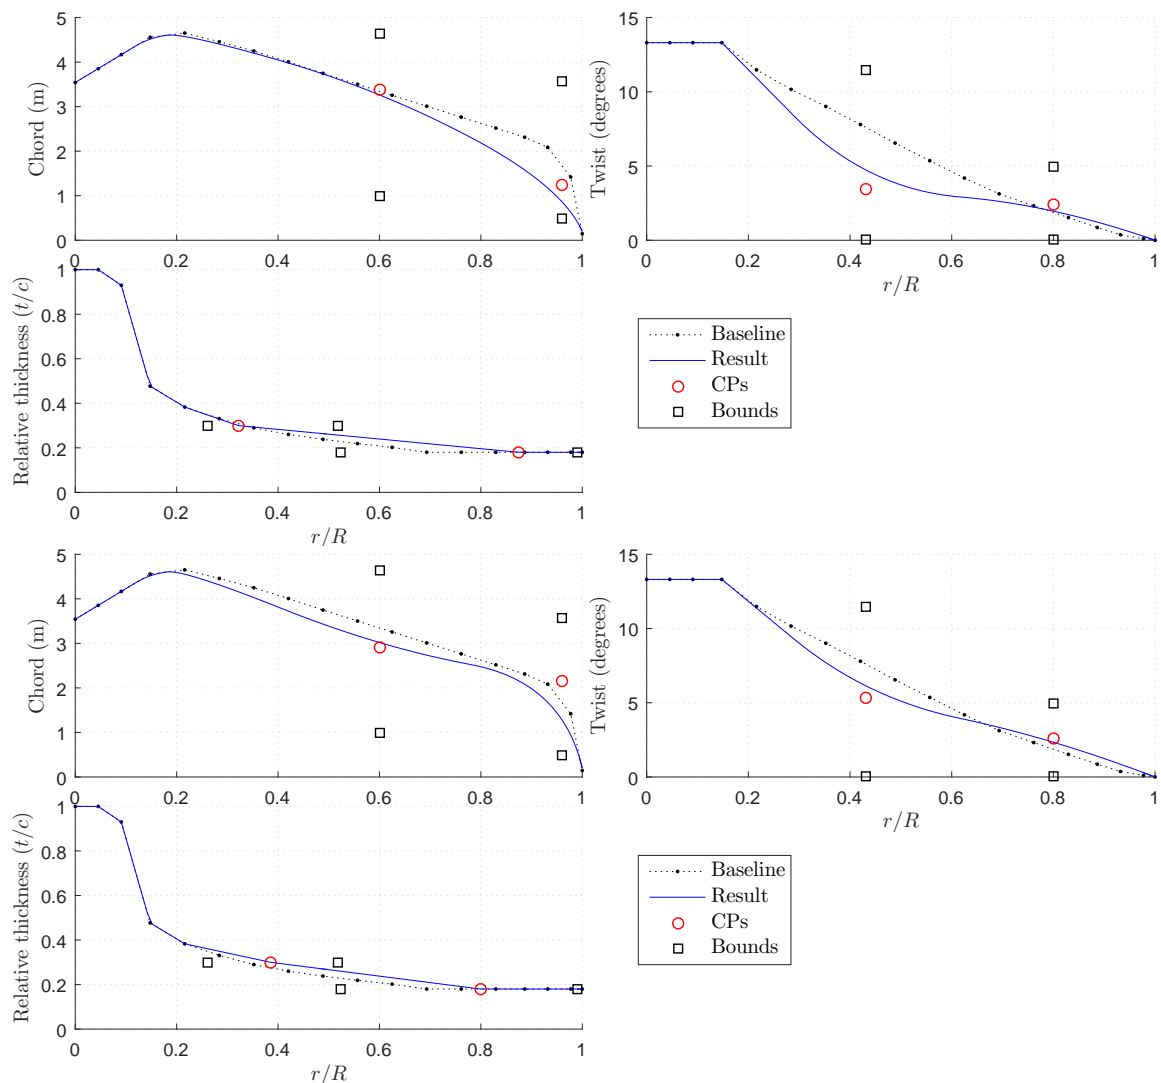 5
4
3
2
1
0
Chord (m)
15
10
5
0
Twist (degrees)
0 0.2 0.4 0.6 0.8 1
r/R
1
0.8
0.6
0.4
0.2
0
Relative thickness (t/c)
0 0.2 0.4 0.6 0.8 1
0 0.2 0.4 0.6 0.8 1
r/R
Baseline
Result
CPs
Bounds
5
4
3
2
1
0
Chord (m)
15
10
5
0
Twist (degrees)
0 0.2 0.4 0.6 0.8 1
r/R
1
0.8
0.6
0.4
0.2
0
Relative thickness (t/c)
0 0.2 0.4 0.6 0.8 1
0 0.2 0.4 0.6 0.8 1
r/R
Baseline
Result
CPs
Bounds